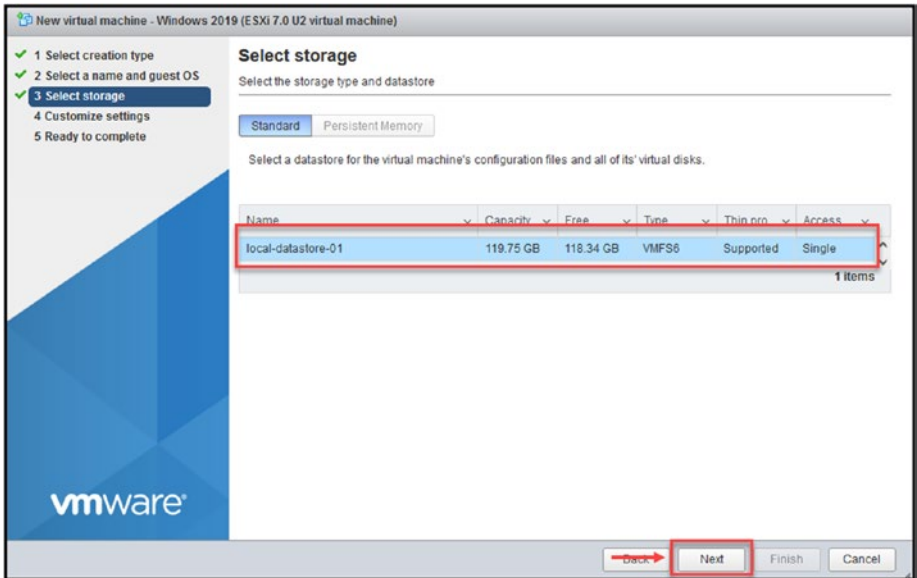 New virtual machine - Windows 2019 (ESXi 7.0 U2 virtual machine)
1 Select creation type
2 Select a name and guest OS
3 Select storage
4 Customize settings
5 Ready to complete
Select storage
Select the storage type and datastore
Standard Persistent Memory
Select a datastore for the virtual machine's configuration files and all of its' virtual disks.
Name Capacity Free Type Thin pro Access
local-datastore-01 119.75 GB 118.34 GB VMFS6 Supported Single
1 items
vmware®
Back Next Finish Cancel